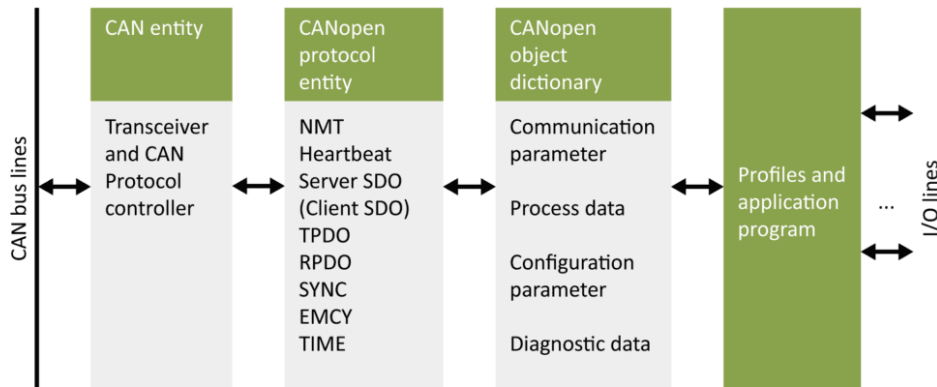 CAN bus lines
CAN entity
Transceiver
and CAN
Protocol
controller
CANopen
protocol
entity
NMT
Heartbeat
Server SDO
(Client SDO)
TPDO
RPDO
SYNC
EMCY
TIME
CANopen
object
dictionary
Communication
parameter
Process data
Configuration
parameter
Diagnostic data
Profiles and
application
program
...
I/O lines